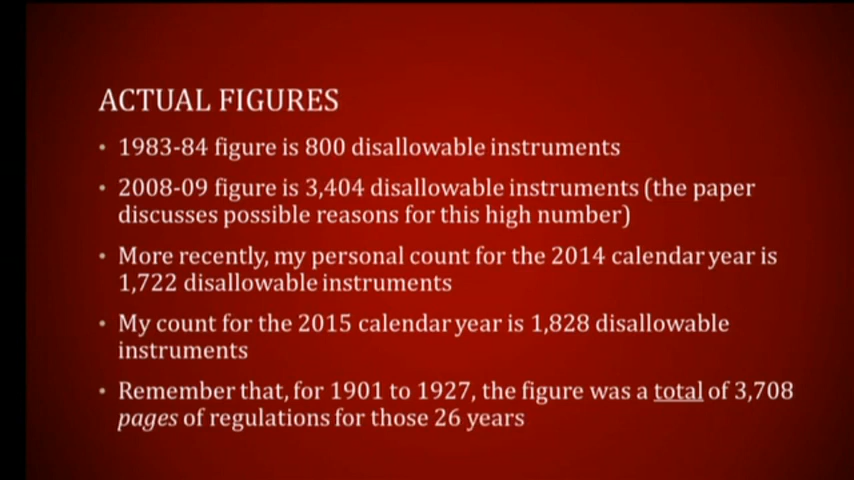 ACTUAL FIGURES
• 1983-84 figure is 800 disallowable instruments
• 2008-09 figure is 3,404 disallowable instruments (the paper
discusses possible reasons for this high number)
• More recently, my personal count for the 2014 calendar year is
1,722 disallowable instruments
• My count for the 2015 calendar year is 1,828 disallowable
instruments
• Remember that, for 1901 to 1927, the figure was a total of 3,708
pages of regulations for those 26 years